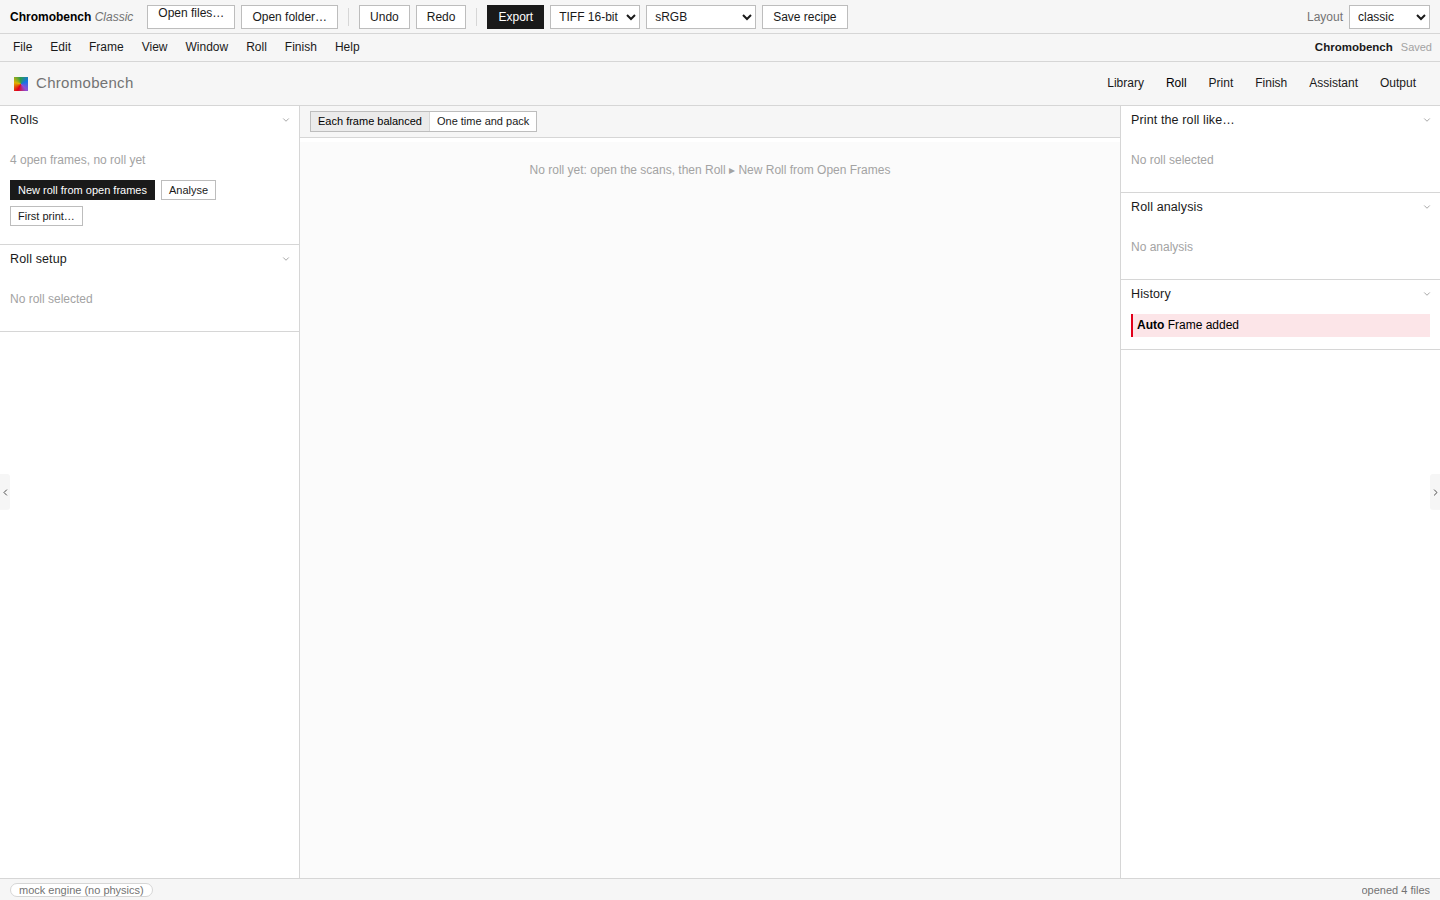 Chromobench Classic Open files… Open folder… Undo Redo Export TIFF 16-bit sRGB Save recipe Layout classic
File Edit Frame View Window Roll Finish Help Chromobench Saved
Chromobench Library Roll Print Finish Assistant Output
Rolls
4 open frames, no roll yet
New roll from open frames Analyse
First print…
Roll setup
No roll selected
Each frame balanced One time and pack
No roll yet: open the scans, then Roll ▸ New Roll from Open Frames
Print the roll like…
No roll selected
Roll analysis
No analysis
History
Auto Frame added
mock engine (no physics) opened 4 files